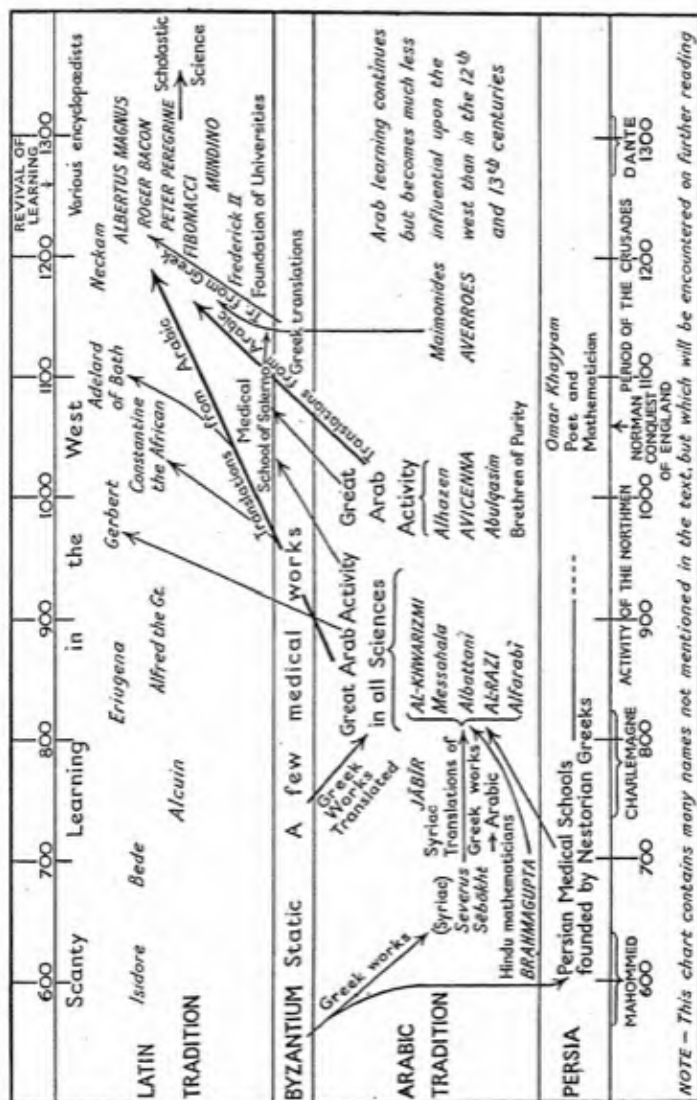 REVIVAL OF
LEARNING
600 700 800 900 1000 1100 1200 1300
Scanty Learning in the West
Various encyclopædists
Isidore
Bede
Alcuin
Eriugena
Alfred the Gt.
Gerbert
Constantine
the African
Adelard
of Bath
Neckam
ALBERTUS MAGNUS
ROGER BACON
PETER PEREGRINE
FIBONACCI
MUNDINO
Frederick II
Foundation of Universities
Scholastic
Science
LATIN
TRADITION
Translations from Arabic
Medical
School of Salerno
Tr. from Greek
Translations from Arabic
BYZANTIUM Static A few medical works
Greek translations
Greek works
Greek
Works
Translated
Great Arab Activity
in all Sciences
Great
Arab
Activity
ARABIC
TRADITION
(Syriac)
Severus
Sebōkhe
JĀBĪR
Syriac
Translations of
Greek works
→ Arabic
Hindu mathematicians
BRAHMAGUPTA
AL-KHWARIZMI
Messahala
Albattanì
AL-RAZI
Alfarabì
Alhazen
AVICENNA
Abulqasim
Brethren of Purity
Maimonides
AVERROES
Arab learning continues
but becomes much less
influential upon the
west than in the 12th
and 13th centuries
PERSIA
Persian Medical Schools
founded by Nestorian Greeks
Omar Khayyam
Poet and
Mathematician
600 700 800 900 1000 1100 1200 1300
MAHOMMED
CHARLEMAGNE
ACTIVITY OF THE NORTHMEN
NORMAN
CONQUEST
OF ENGLAND
PERIOD OF THE CRUSADES
DANTE
NOTE — This chart contains many names not mentioned in the text, but which will be encountered on further reading